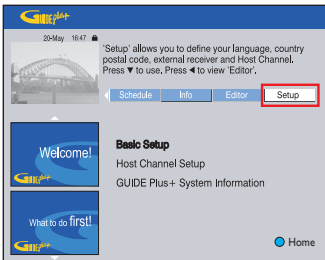 GUIDE Plus+
20-May 16:47
'Setup' allows you to define your language, country
postal code, external receiver and Host Channel.
Press ▼ to use. Press ◀ to view 'Editor'.
Schedule Info Editor Setup
Welcome!
GUIDE Plus+
Basic Setup
Host Channel Setup
GUIDE Plus+ System Information
What to do first!
GUIDE Plus+
Home